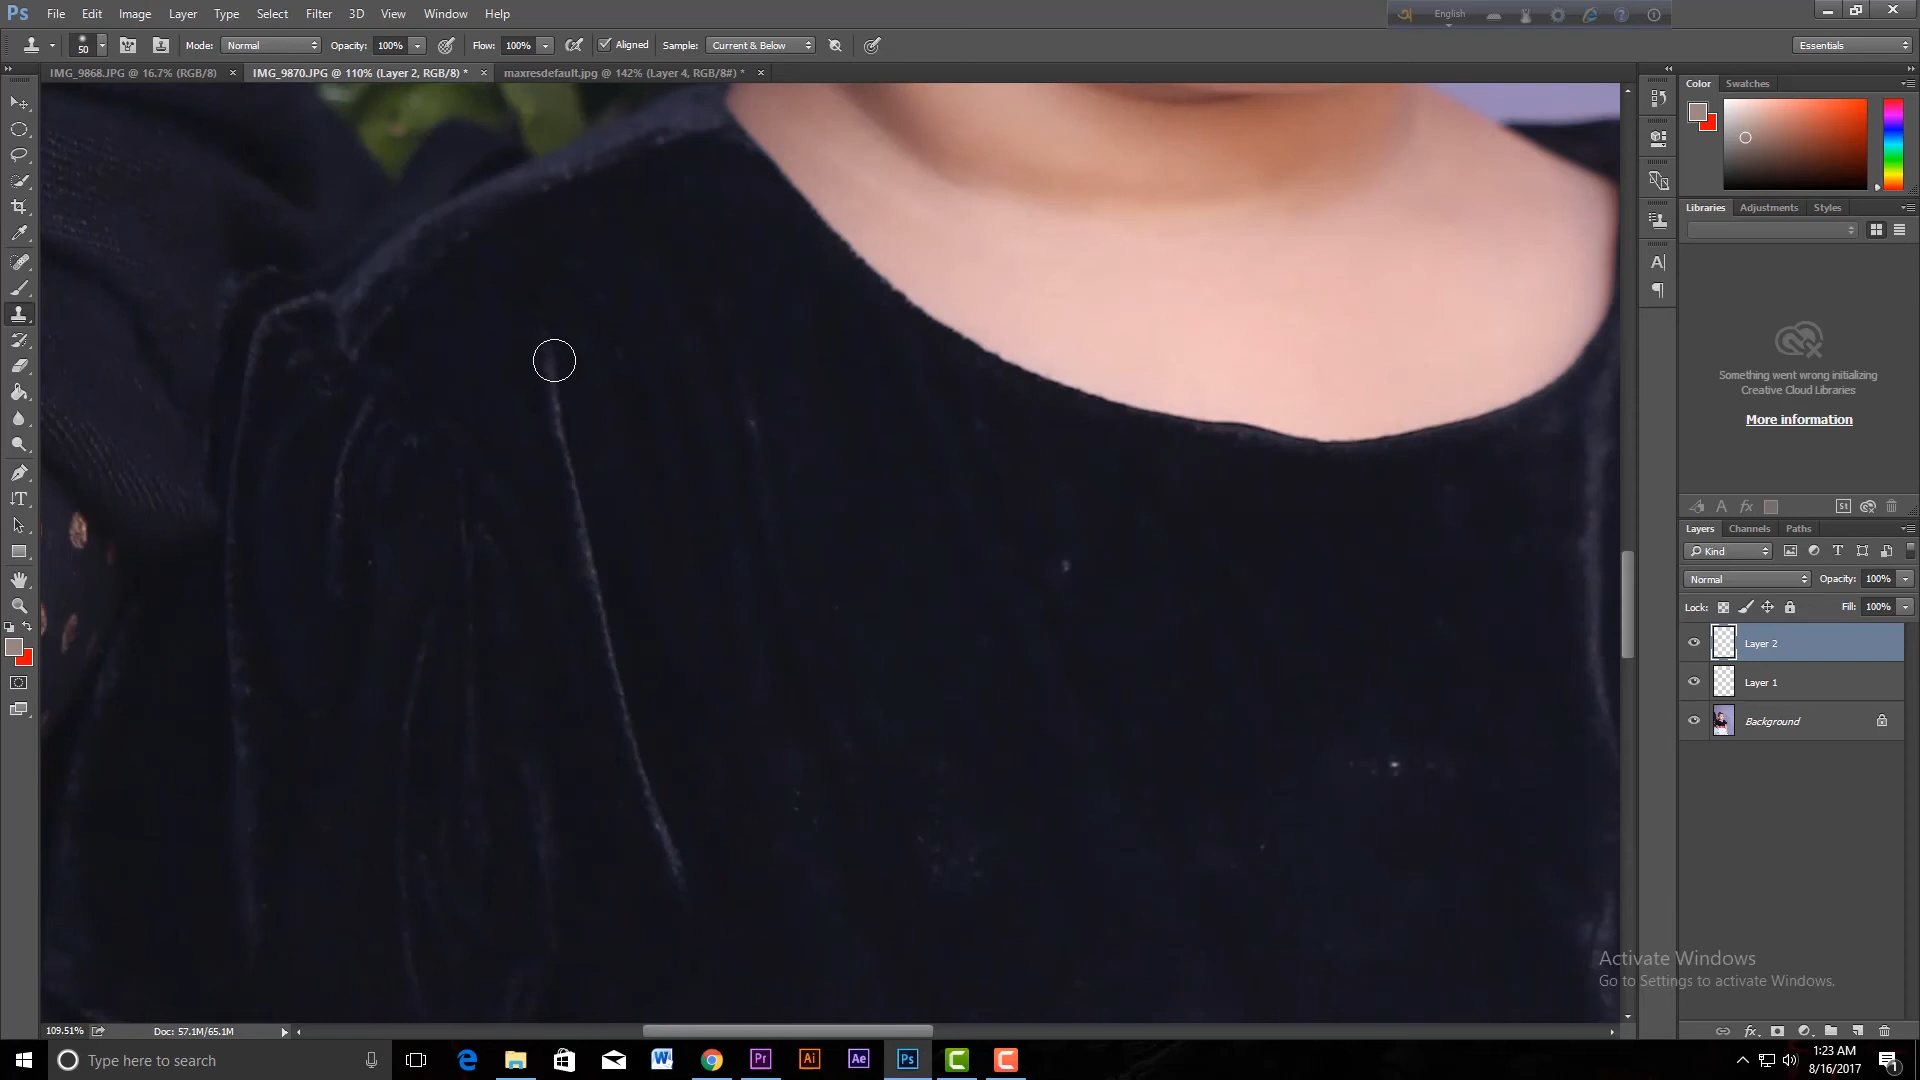 Ps File Edit Image Layer Type Select Filter 3D View Window Help
English
50 Mode: Normal Opacity: 100% Flow: 100% Aligned Sample: Current & Below Essentials
IMG_9868.JPG @ 16.7% (RGB/8) × IMG_9870.JPG @ 110% (Layer 2, RGB/8) * × maxresdefault.jpg @ 142% (Layer 4, RGB/8#) * ×
Color Swatches
Libraries Adjustments Styles
Something went wrong initializing
Creative Cloud Libraries
More information
Layers Channels Paths
Kind
Normal Opacity: 100%
Lock: Fill: 100%
Layer 2
Layer 1
Background
Activate Windows
Go to Settings to activate Windows.
109.51% Doc: 57.1M/65.1M
Type here to search
1:23 AM
8/16/2017